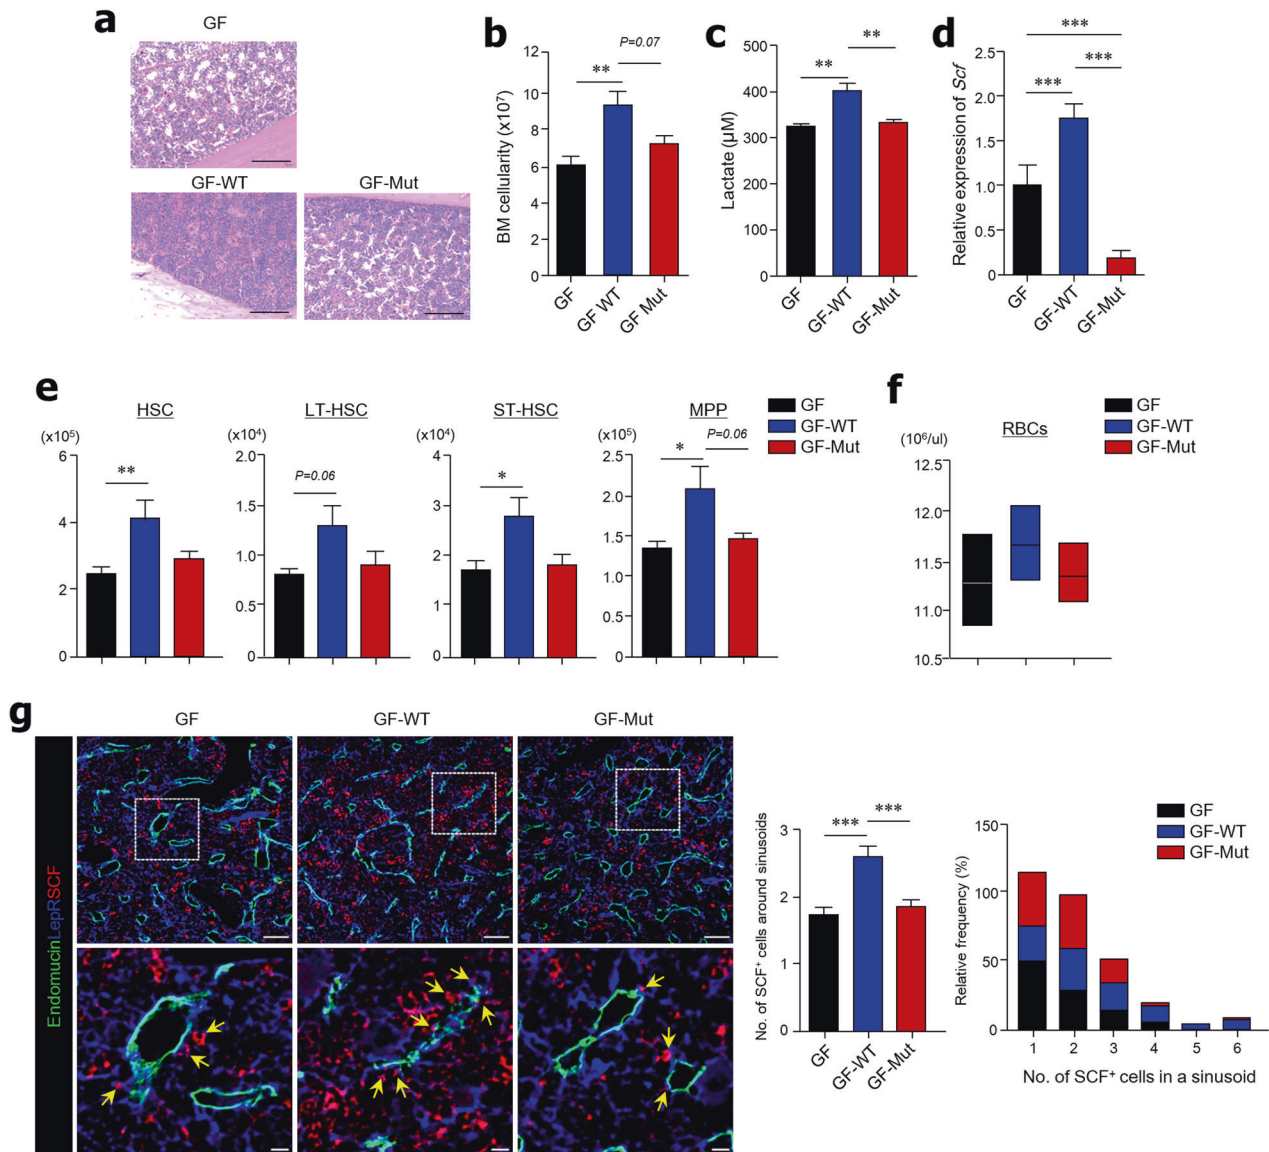 a
GF
GF-WT
GF-Mut
b
BM cellularity (x10⁷)
12
10
8
6
4
2
0
**
P=0.07
GF
GF WT
GF Mut
c
Lactate (µM)
500
400
300
200
100
0
**
**
GF
GF-WT
GF-Mut
d
Relative expression of Scf
2.5
2.0
1.5
1.0
0.5
0
***
***
***
GF
GF-WT
GF-Mut
e
HSC
(x10⁵)
6
4
2
0
**
LT-HSC
(x10⁴)
2.0
1.5
1.0
0.5
0
P=0.06
ST-HSC
(x10⁴)
4
3
2
1
0
*
MPP
(x10⁵)
2.5
2.0
1.5
1.0
0.5
0
*
P=0.06
GF
GF-WT
GF-Mut
f
RBCs
(10⁶/ul)
12.5
12.0
11.5
11.0
10.5
GF
GF-WT
GF-Mut
g
EndomucinLepRSCF
GF
GF-WT
GF-Mut
No. of SCF⁺ cells around sinusoids
3
2
1
0
***
***
GF
GF-WT
GF-Mut
Relative frequency (%)
150
100
50
0
GF
GF-WT
GF-Mut
1 2 3 4 5 6
No. of SCF⁺ cells in a sinusoid